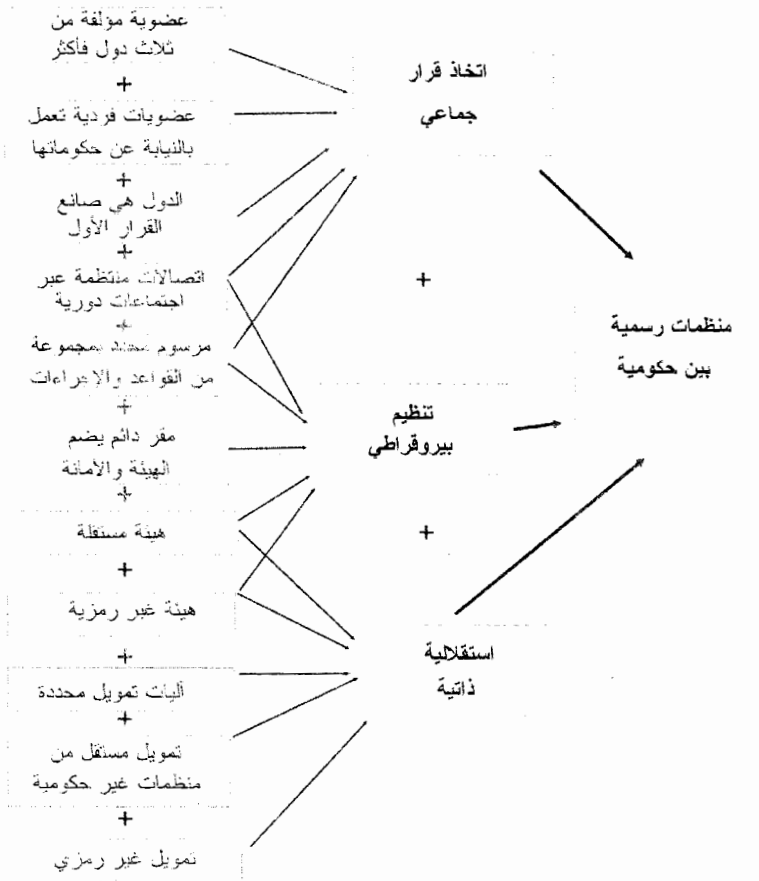 عضوية مؤلفة من
ثلاث دول فأكثر
+
عضويات فردية تعمل
بالنيابة عن حكوماتها
+
الدول هي صانع
القرار الأول
+
اتصالات منتظمة عبر
اجتماعات دورية
+
مرسوم محدد بمجموعة
من القواعد والاجراءات
+
مقر دائم يضم
الهيئة والأمانة
+
هيئة مستقلة
+
هيئة غير رمزية
+
آليات تمويل محددة
+
تمويل مستقل من
منظمات غير حكومية
+
تمويل غير رمزي
اتخاذ قرار
جماعي
+
تنظيم
بيروقراطي
+
استقلالية
ذاتية
منظمات رسمية
بين حكومية